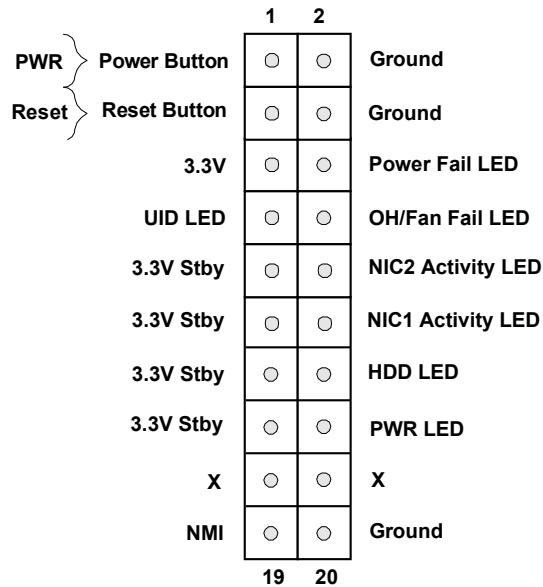 1 2
PWR Power Button Ground
Reset Reset Button Ground
3.3V Power Fail LED
UID LED OH/Fan Fail LED
3.3V Stby NIC2 Activity LED
3.3V Stby NIC1 Activity LED
3.3V Stby HDD LED
3.3V Stby PWR LED
X X
NMI Ground
19 20